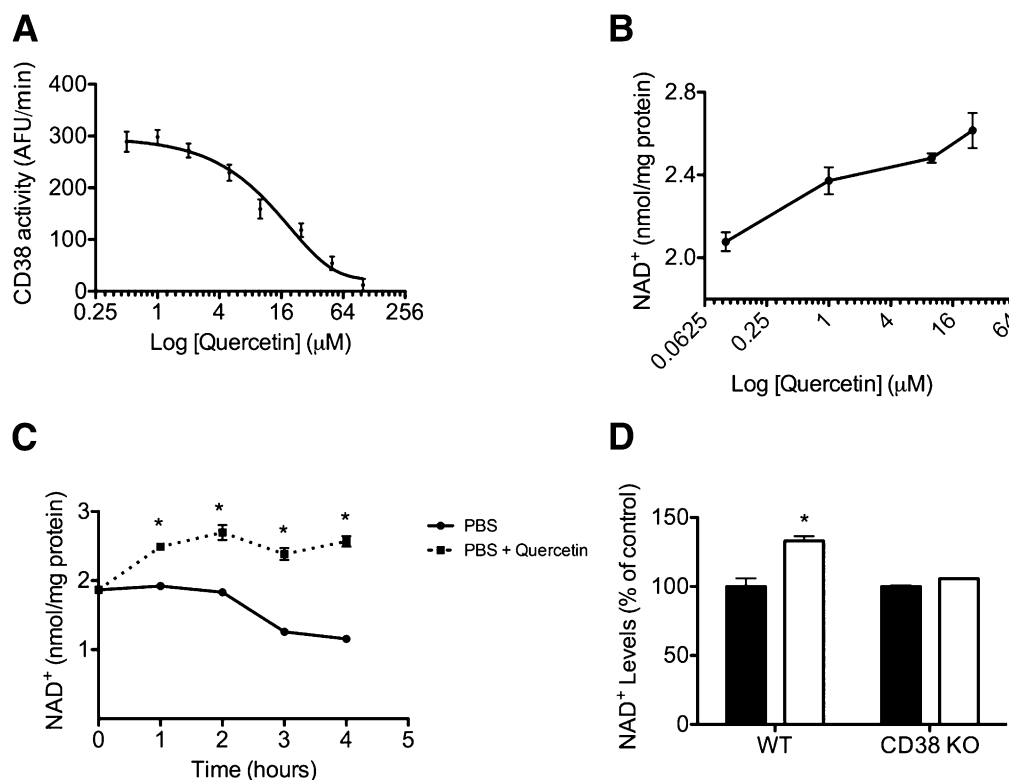 A
CD38 activity (AFU/min)
400
300
200
100
0
0.25 1 4 16 64 256
Log [Quercetin] (μM)
B
NAD+ (nmol/mg protein)
2.8
2.4
2.0
0.0625 0.25 1 4 16 64
Log [Quercetin] (μM)
C
NAD+ (nmol/mg protein)
3
2
1
* * * *
0 1 2 3 4 5
Time (hours)
PBS
PBS + Quercetin
D
NAD+ Levels (% of control)
150
100
50
0
*
WT CD38 KO